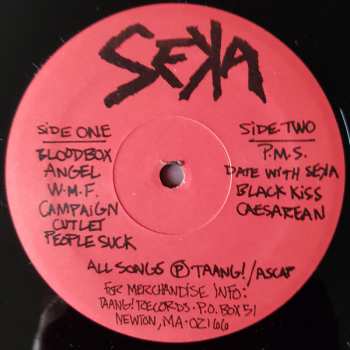 SEKA
SIDE ONE
BLOODBOX
ANGEL
W.M.F.
CAMPAIGN
CUTLET
PEOPLE SUCK
SIDE TWO
P.M.S.
DATE WITH SEKA
BLACK KISS
CAESAREAN
ALL SONGS Ⓟ TAANG! / ASCAP
FOR MERCHANDISE INFO:
TAANG! RECORDS · P.O. BOX 51
NEWTON, MA · 02166